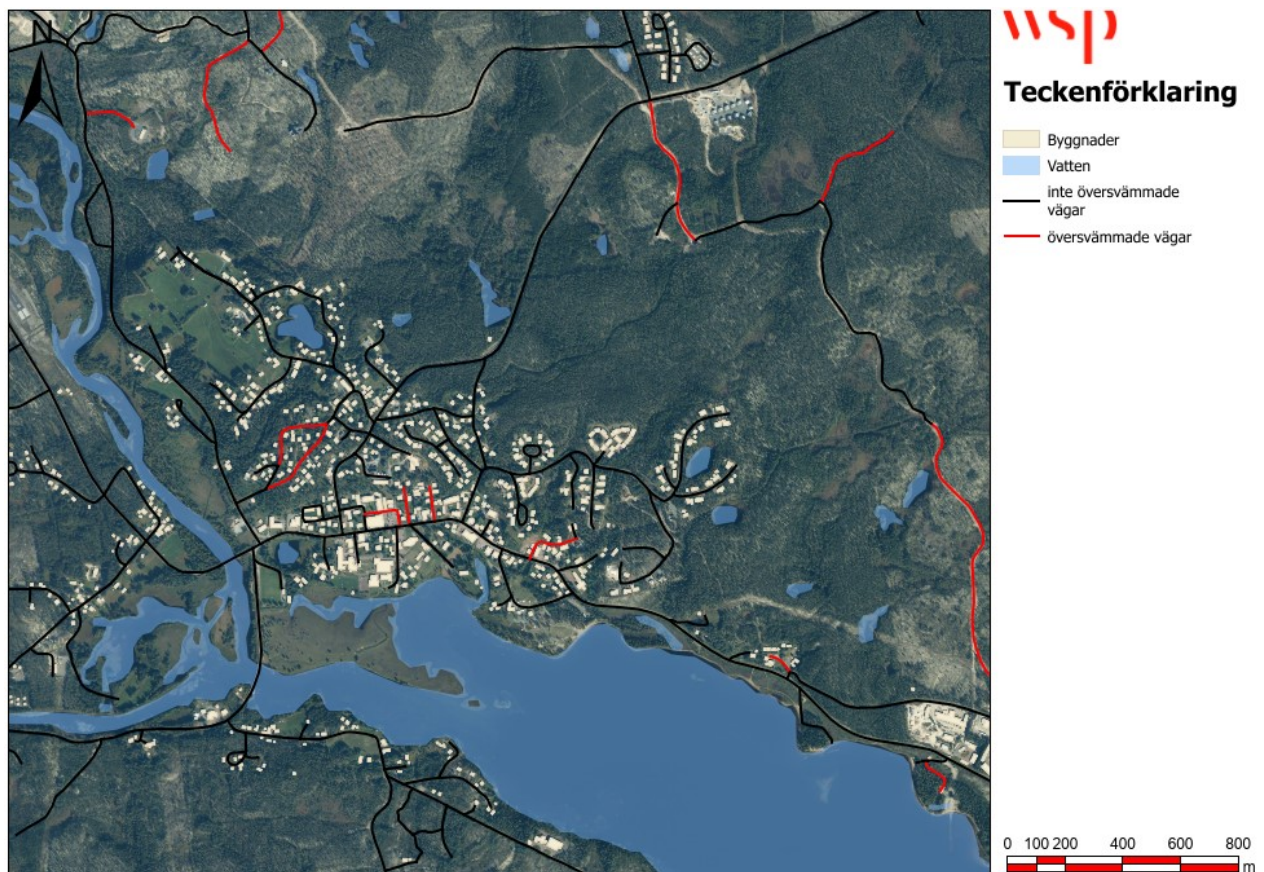 N
wsp
Teckenförklaring
Byggnader
Vatten
inte översvämmade
vägar
översvämmade vägar
0 100 200 400 600 800
m